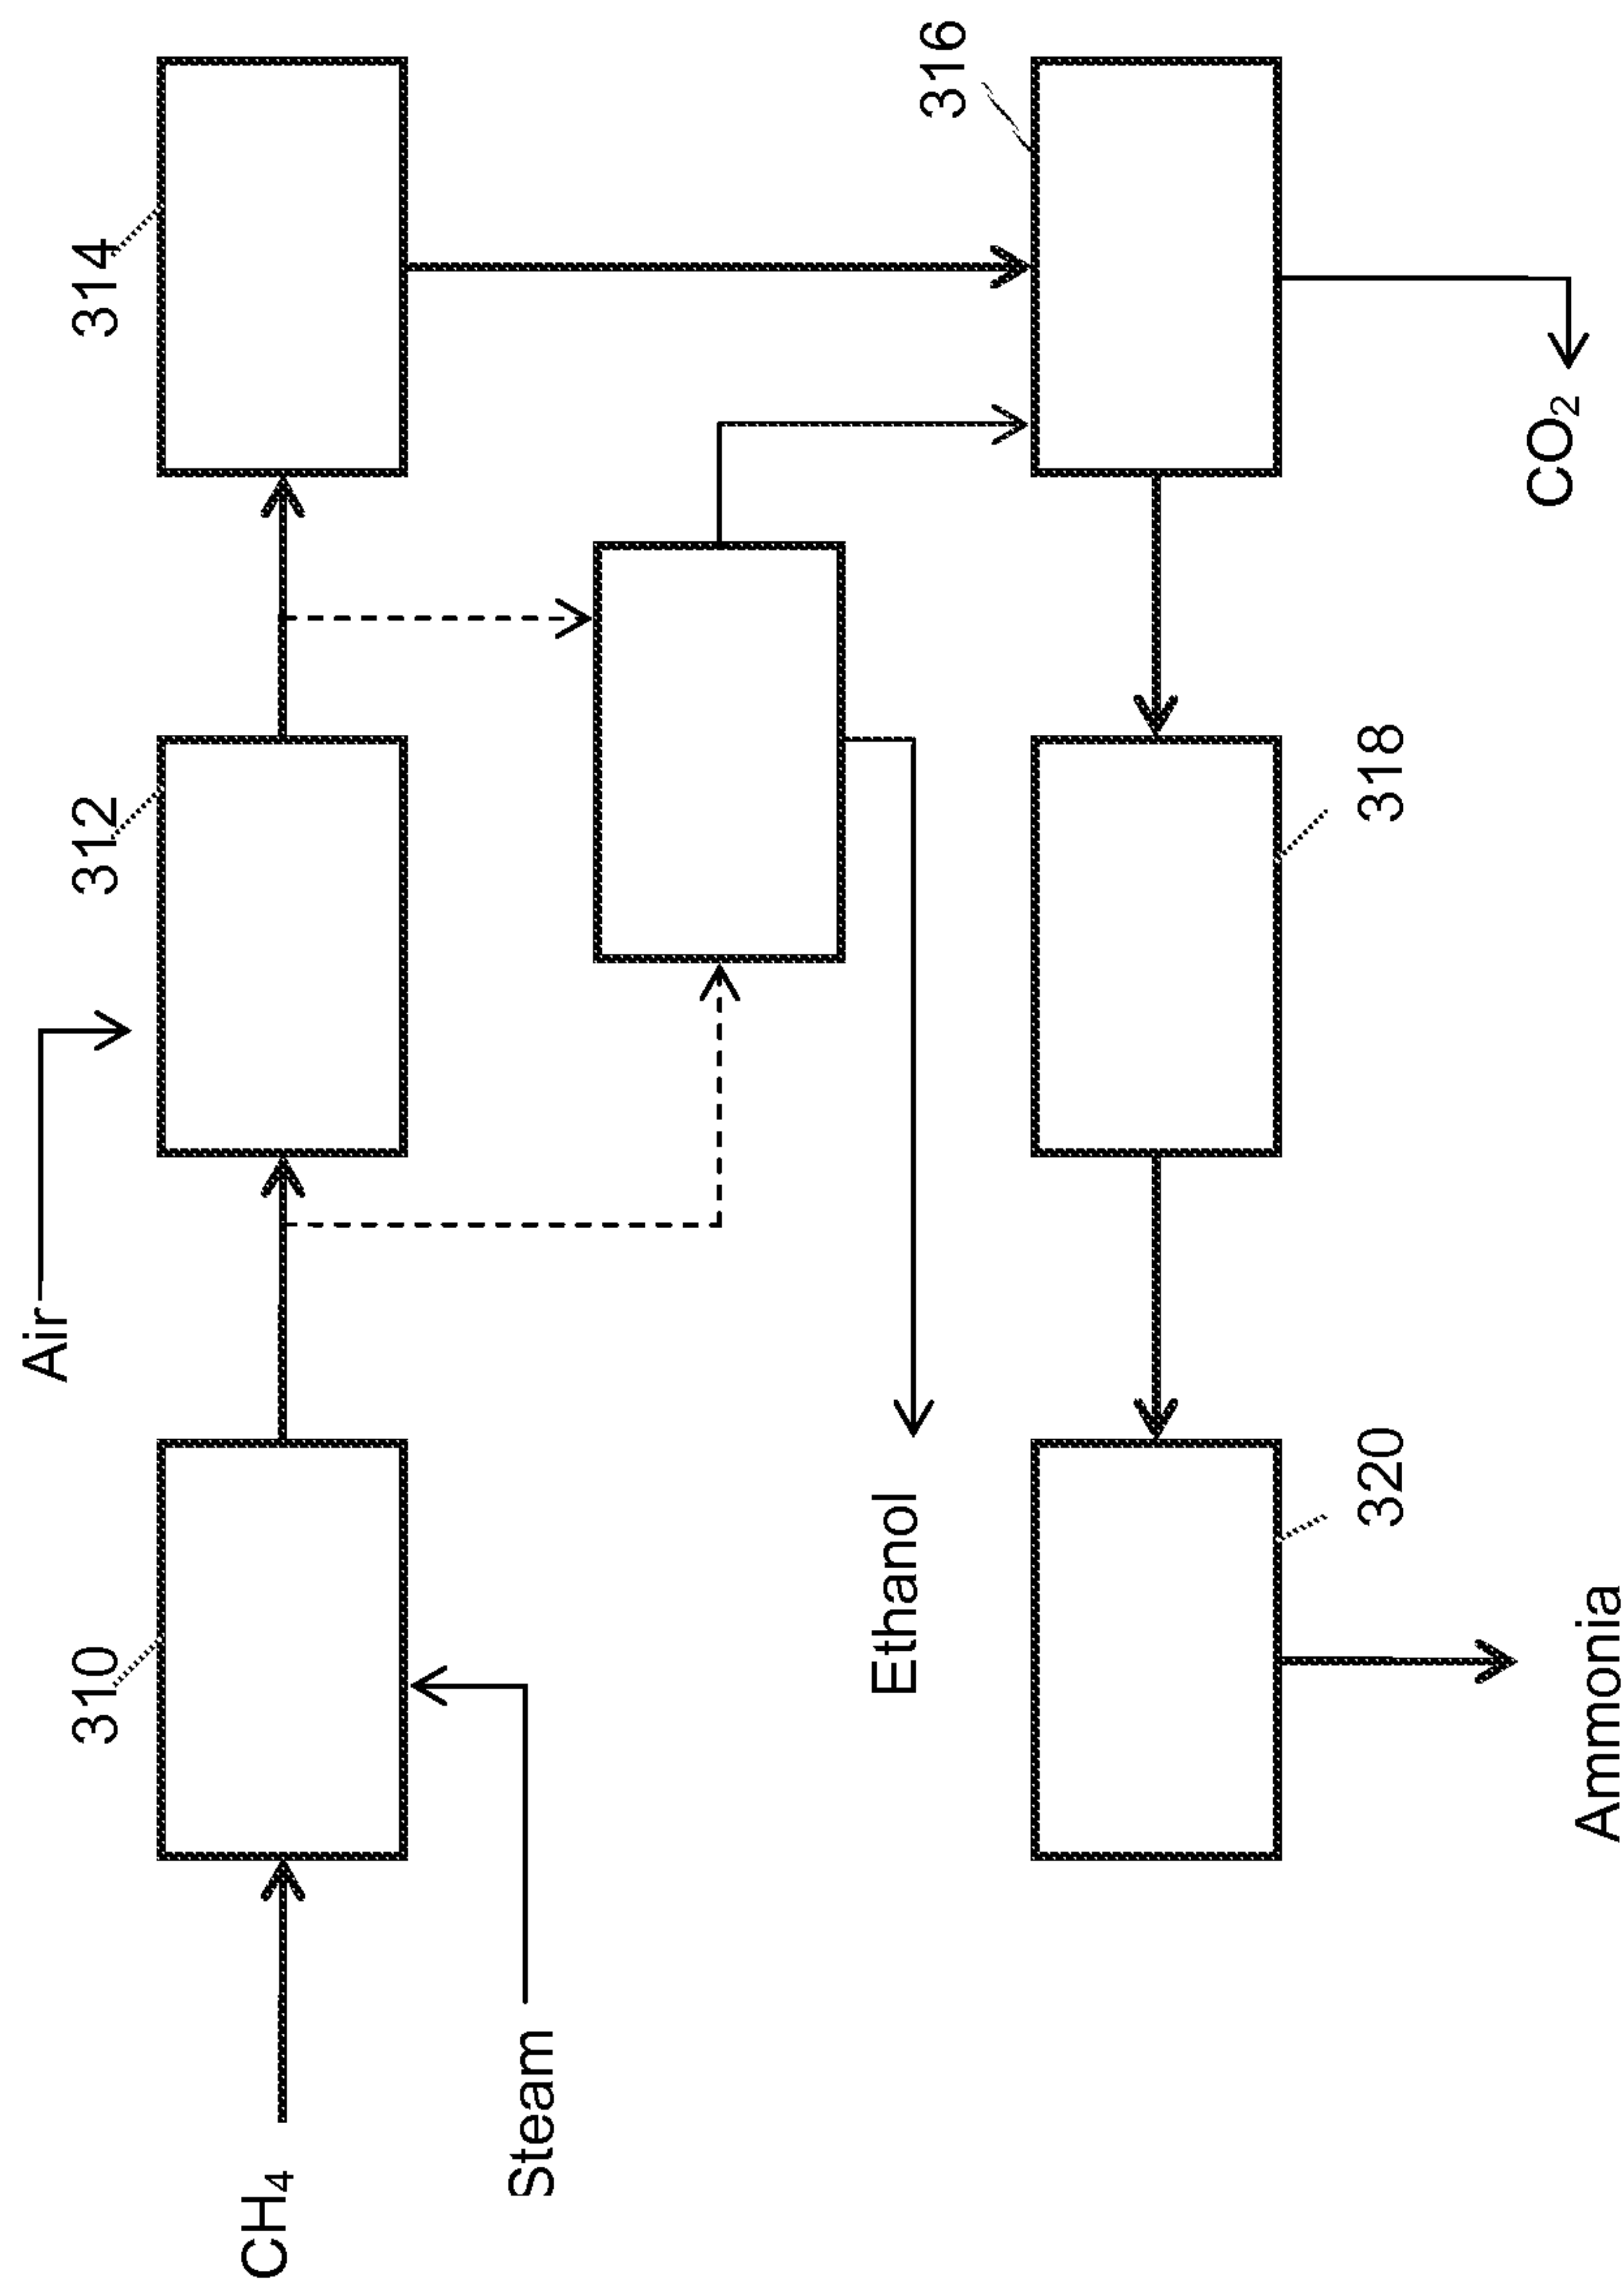 Air
310
312
314
CH₄
Steam
Ethanol
316
320
318
Ammonia
CO₂